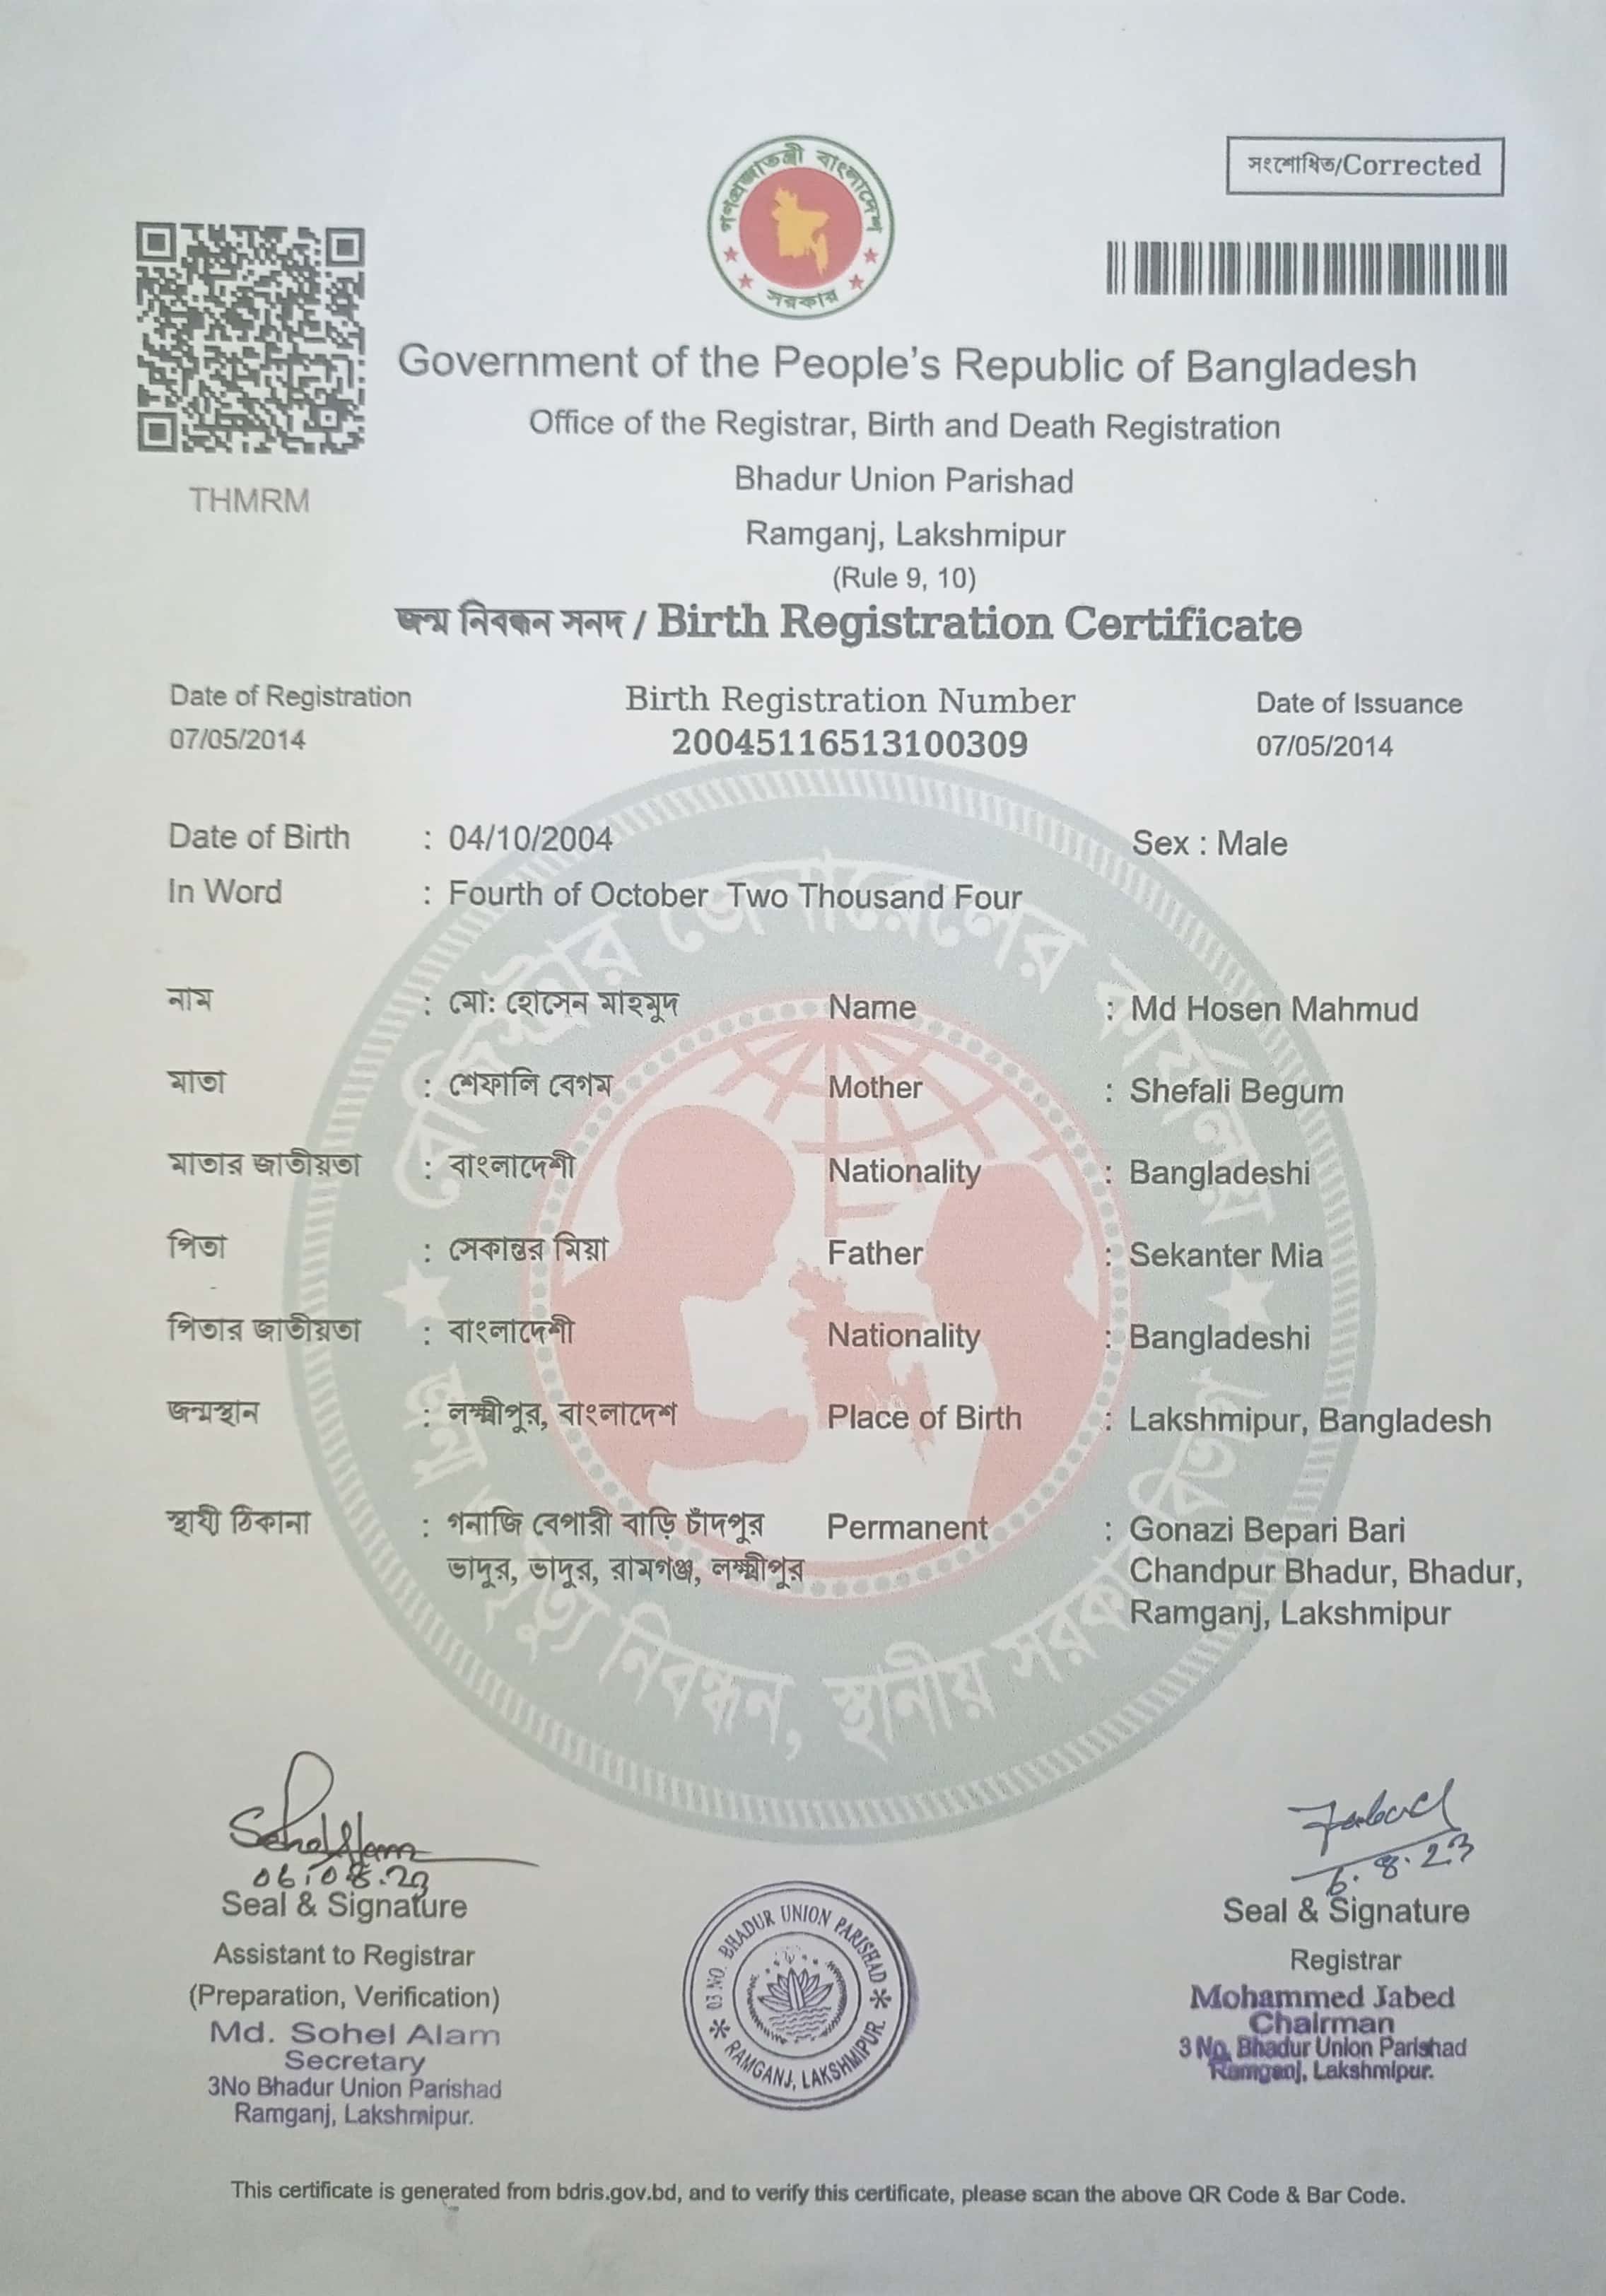 গণপ্রজাতন্ত্রী বাংলাদেশ
সরকার
সংশোধিত/Corrected
THMRM
Government of the People's Republic of Bangladesh
Office of the Registrar, Birth and Death Registration
Bhadur Union Parishad
Ramganj, Lakshmipur
(Rule 9, 10)
জন্ম নিবন্ধন সনদ / Birth Registration Certificate
Date of Registration Birth Registration Number Date of Issuance
07/05/2014 20045116513100309 07/05/2014
Date of Birth : 04/10/2004 Sex : Male
In Word : Fourth of October Two Thousand Four
নাম : মো: হোসেন মাহমুদ Name : Md Hosen Mahmud
মাতা : শেফালি বেগম Mother : Shefali Begum
মাতার জাতীয়তা : বাংলাদেশী Nationality : Bangladeshi
পিতা : সেকান্তর মিয়া Father : Sekanter Mia
পিতার জাতীয়তা : বাংলাদেশী Nationality : Bangladeshi
জন্মস্থান : লক্ষ্মীপুর, বাংলাদেশ Place of Birth : Lakshmipur, Bangladesh
স্থায়ী ঠিকানা : গনাজি বেপারী বাড়ি চাঁদপুর Permanent : Gonazi Bepari Bari
ভাদুর, ভাদুর, রামগঞ্জ, লক্ষ্মীপুর Chandpur Bhadur, Bhadur,
Ramganj, Lakshmipur
রেজিস্ট্রার জেনারেলের কার্যালয়
জন্ম ও মৃত্যু নিবন্ধন, স্থানীয় সরকার বিভাগ
Sohel Alam
06.08.23
Seal & Signature
Assistant to Registrar
(Preparation, Verification)
Md. Sohel Alam
Secretary
3No Bhadur Union Parishad
Ramganj, Lakshmipur.
03 NO. BHADUR UNION PARISHAD
RAMGANJ, LAKSHMIPUR.
Jabed
6.8.23
Seal & Signature
Registrar
Mohammed Jabed
Chairman
3 No. Bhadur Union Parishad
Ramganj, Lakshmipur.
This certificate is generated from bdris.gov.bd, and to verify this certificate, please scan the above QR Code & Bar Code.